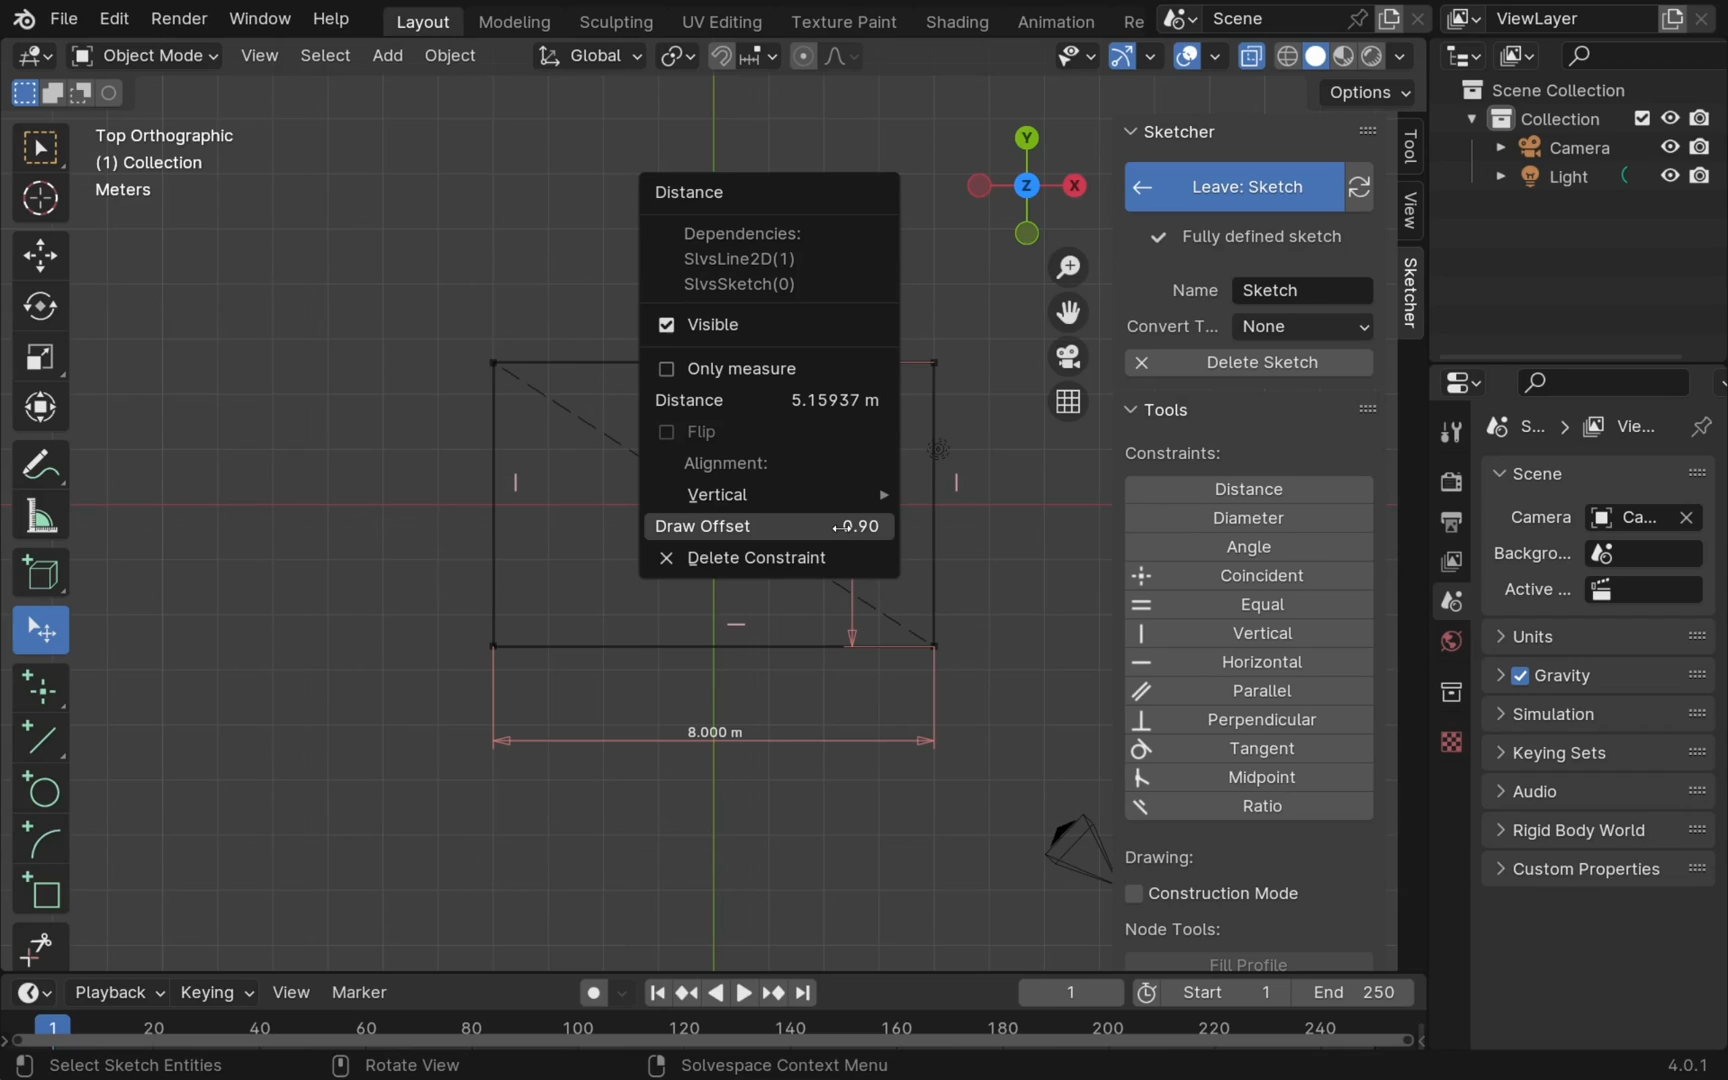 File Edit Render Window Help
Layout Modeling Sculpting UV Editing Texture Paint Shading Animation Re
Scene
ViewLayer
Object Mode View Select Add Object
Global
Options
Top Orthographic
(1) Collection
Meters
Y
Z X
Distance
Dependencies:
SlvsLine2D(1)
SlvsSketch(0)
Visible
Only measure
Distance 5.15937 m
Flip
Alignment:
Vertical
Draw Offset 0.90
Delete Constraint
8.000 m
Sketcher
Leave: Sketch
Fully defined sketch
Name Sketch
Convert T... None
Delete Sketch
Tools
Constraints:
Distance
Diameter
Angle
Coincident
Equal
Vertical
Horizontal
Parallel
Perpendicular
Tangent
Midpoint
Ratio
Drawing:
Construction Mode
Node Tools:
Fill Profile
Tool
View
Sketcher
Scene Collection
Collection
Camera
Light
S... Vie...
Scene
Camera Ca...
Backgro...
Active ...
Units
Gravity
Simulation
Keying Sets
Audio
Rigid Body World
Custom Properties
Playback Keying View Marker
1 Start 1 End 250
1 20 40 60 80 100 120 140 160 180 200 220 240
Select Sketch Entities Rotate View Solvespace Context Menu 4.0.1